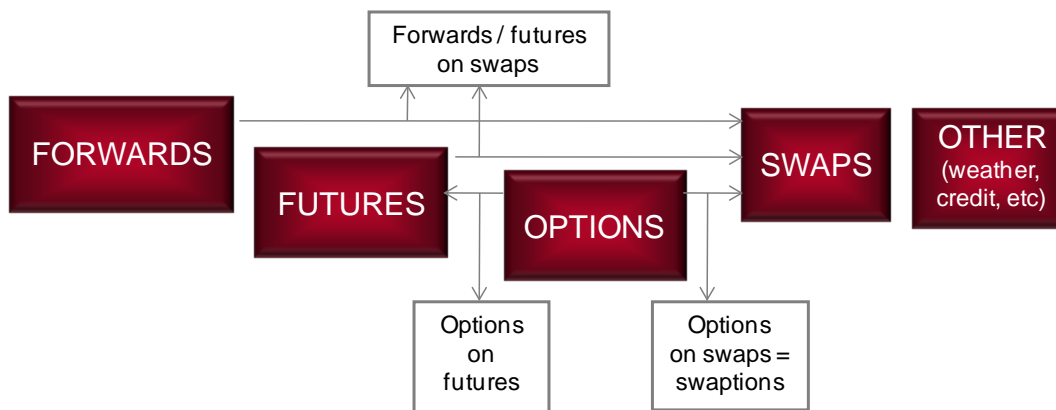 Forwards / futures
on swaps
FORWARDS
FUTURES
OPTIONS
SWAPS
OTHER
(weather,
credit, etc)
Options
on
futures
Options
on swaps =
swaptions